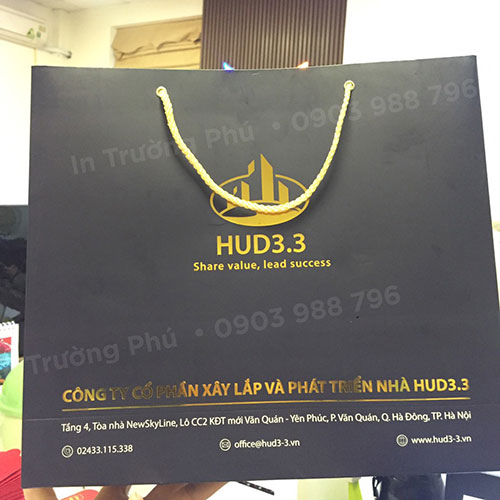 In Trường Phú • 0903 988 796
HUD3.3
Share value, lead success
In Trường Phú • 0903 988 796
CÔNG TY CỔ PHẦN XÂY LẮP VÀ PHÁT TRIỂN NHÀ HUD3.3
Tầng 4, Tòa nhà NewSkyLine, Lô CC2 KĐT mới Văn Quán - Yên Phúc, P. Văn Quán, Q. Hà Đông, TP. Hà Nội
02433.115.338 office@hud3-3.vn www.hud3-3.vn